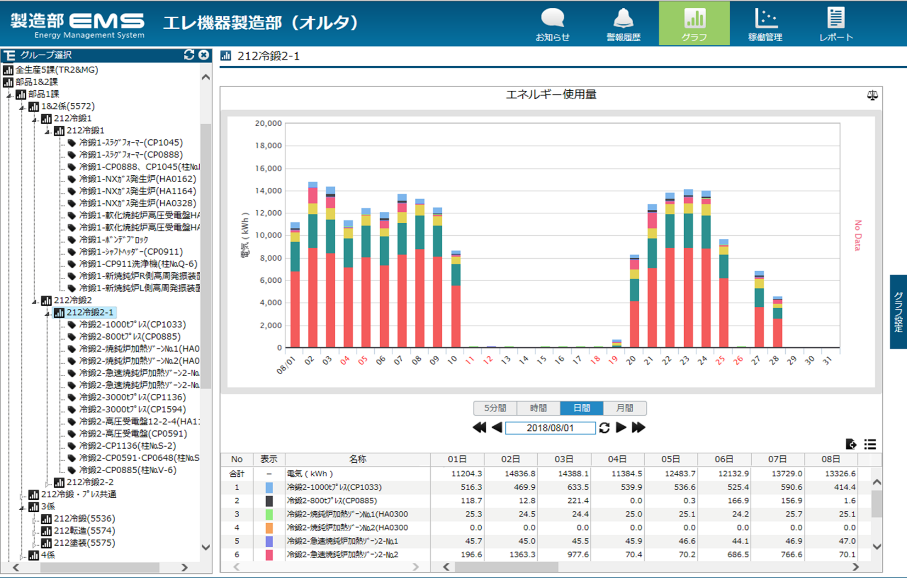 製造部 EMS
Energy Management System
エレ機器製造部（オルタ）
お知らせ
警報履歴
グラフ
稼働管理
レポート
グループ選択
全生産5課(TR2&MG)
部品1&2課
部品1課
1&2係(5572)
212冷鍛1
212冷鍛1
冷鍛1-ｽﾗｸﾞﾌｫｰﾏｰ(CP1045)
冷鍛1-ｽﾗｸﾞﾌｫｰﾏｰ(CP0888)
冷鍛1-CP0888、CP1045(柱№
冷鍛1-NXｶﾞｽ発生炉(HA0162)
冷鍛1-NXｶﾞｽ発生炉(HA1164)
冷鍛1-NXｶﾞｽ発生炉(HA0328)
冷鍛1-軟化焼鈍炉高圧受電盤HA
冷鍛1-軟化焼鈍炉高圧受電盤HA
冷鍛1-ﾎﾞﾝﾃﾞﾌﾞﾛｯｸ
冷鍛1-ｼｬﾌﾄﾍｯﾀﾞｰ(CP0911)
冷鍛1-CP911洗浄機(柱№Q-6)
冷鍛1-新焼鈍炉R側高周発振装置
冷鍛1-新焼鈍炉L側高周発振装置
212冷鍛2
212冷鍛2-1
冷鍛2-1000tﾌﾟﾚｽ(CP1033)
冷鍛2-800tﾌﾟﾚｽ(CP0885)
冷鍛2-焼鈍炉加熱ｿﾞｰﾝ№1(HA0
冷鍛2-焼鈍炉加熱ｿﾞｰﾝ№2(HA0
冷鍛2-急速焼鈍炉加熱ｿﾞｰﾝ2-№
冷鍛2-急速焼鈍炉加熱ｿﾞｰﾝ2-№
冷鍛2-3000tﾌﾟﾚｽ(CP1136)
冷鍛2-3000tﾌﾟﾚｽ(CP1594)
冷鍛2-高圧受電盤12-2-4(HA11
冷鍛2-高圧受電盤(CP0591)
冷鍛2-CP1136(柱№S-2)
冷鍛2-CP0591･CP0648(柱№S
冷鍛2-CP0885(柱№V-6)
212冷鍛2-2
212冷鍛・プレス共通
3係
212冷鍛(5536)
212転造(5574)
212塗装(5575)
4係
212冷鍛2-1
エネルギー使用量
20,000
18,000
16,000
14,000
12,000
10,000
8,000
6,000
4,000
2,000
0
電気 ( kWh )
No Data.
08/01 02 03 04 05 06 07 08 09 10 11 12 13 14 15 16 17 18 19 20 21 22 23 24 25 26 27 28 29 30 31
グラフ設定
5分間 時間 日間 月間
2018/08/01
No 表示 名称 01日 02日 03日 04日 05日 06日 07日 08日
合計 － 電気 ( kWh ) 11204.3 14836.8 14388.1 11384.5 12483.7 12132.9 13729.0 13326.6
1 冷鍛2-1000tﾌﾟﾚｽ(CP1033) 516.3 469.9 633.5 539.9 536.6 525.4 590.6 414.4
2 冷鍛2-800tﾌﾟﾚｽ(CP0885) 118.7 12.8 221.4 0.0 0.3 166.9 156.9 1.6
3 冷鍛2-焼鈍炉加熱ｿﾞｰﾝ№1(HA0300 25.3 24.5 24.4 25.0 25.1 24.2 25.7 25.1
4 冷鍛2-焼鈍炉加熱ｿﾞｰﾝ№2(HA0300 0.0 0.0 0.0 0.0 0.0 0.0 0.0 0.0
5 冷鍛2-急速焼鈍炉加熱ｿﾞｰﾝ2-№1 45.7 45.0 45.5 45.9 46.6 44.1 46.9 47.0
6 冷鍛2-急速焼鈍炉加熱ｿﾞｰﾝ2-№2 196.6 1363.3 977.6 70.4 70.2 686.5 766.6 70.1